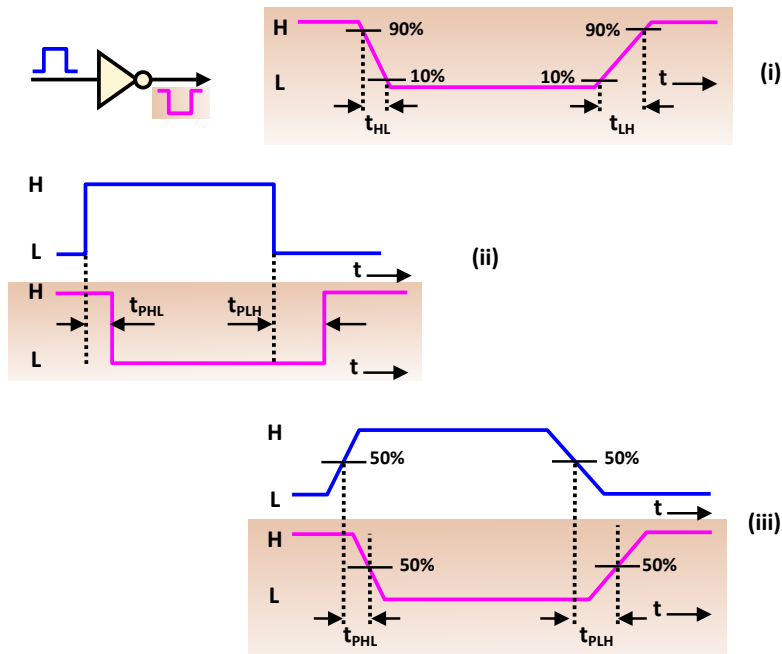 H 90% 90%
L 10% 10% t (i)
tHL tLH
H
L
t (ii)
H
tPHL tPLH
L
t
H
50% 50%
L
t (iii)
H
50% 50%
L
t
tPHL tPLH